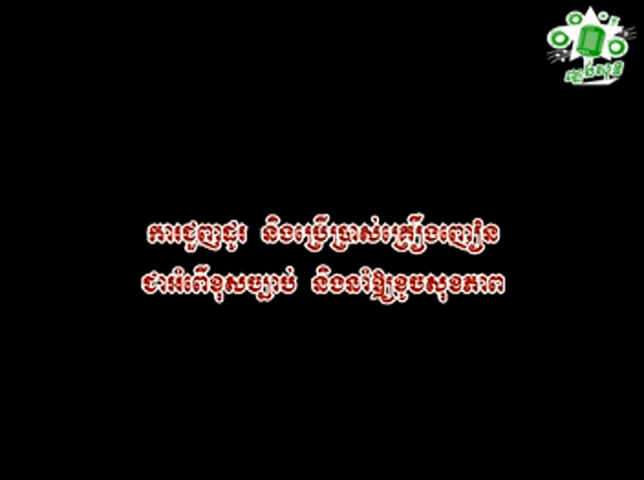 ការជួញដូរ និងប្រើប្រាស់គ្រឿងញៀន
ជាអំពើខុសច្បាប់ និងនាំឱ្យខូចសុខភាព